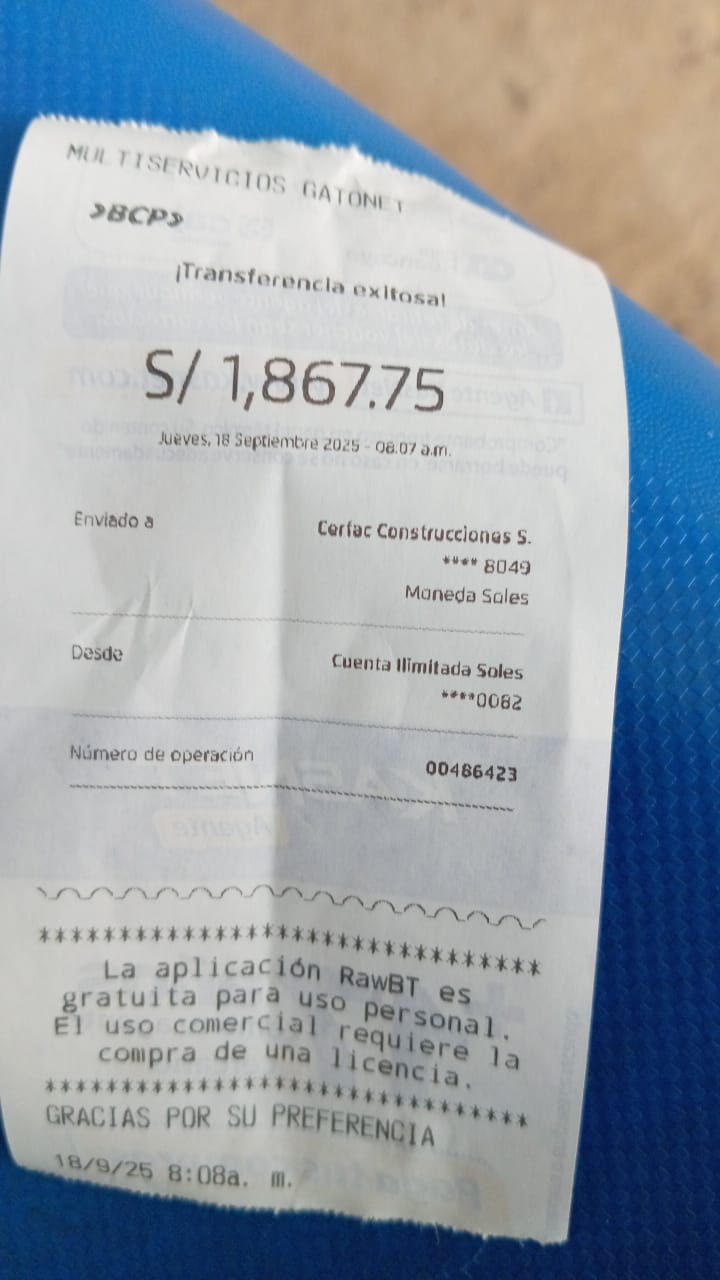 MULTISERVICIOS GATONET
>BCP>
¡Transferencia exitosa!
S/ 1,867.75
Jueves, 18 Septiembre 2025 - 08:07 a.m.
Enviado a
Cerfac Construcciones S.
**** 8049
Moneda Soles
Desde
Cuenta Ilimitada Soles
****0082
Número de operación
00486423
********************************
La aplicación RawBT es
gratuita para uso personal.
El uso comercial requiere la
compra de una licencia.
********************************
GRACIAS POR SU PREFERENCIA
18/9/25 8:08a. m.